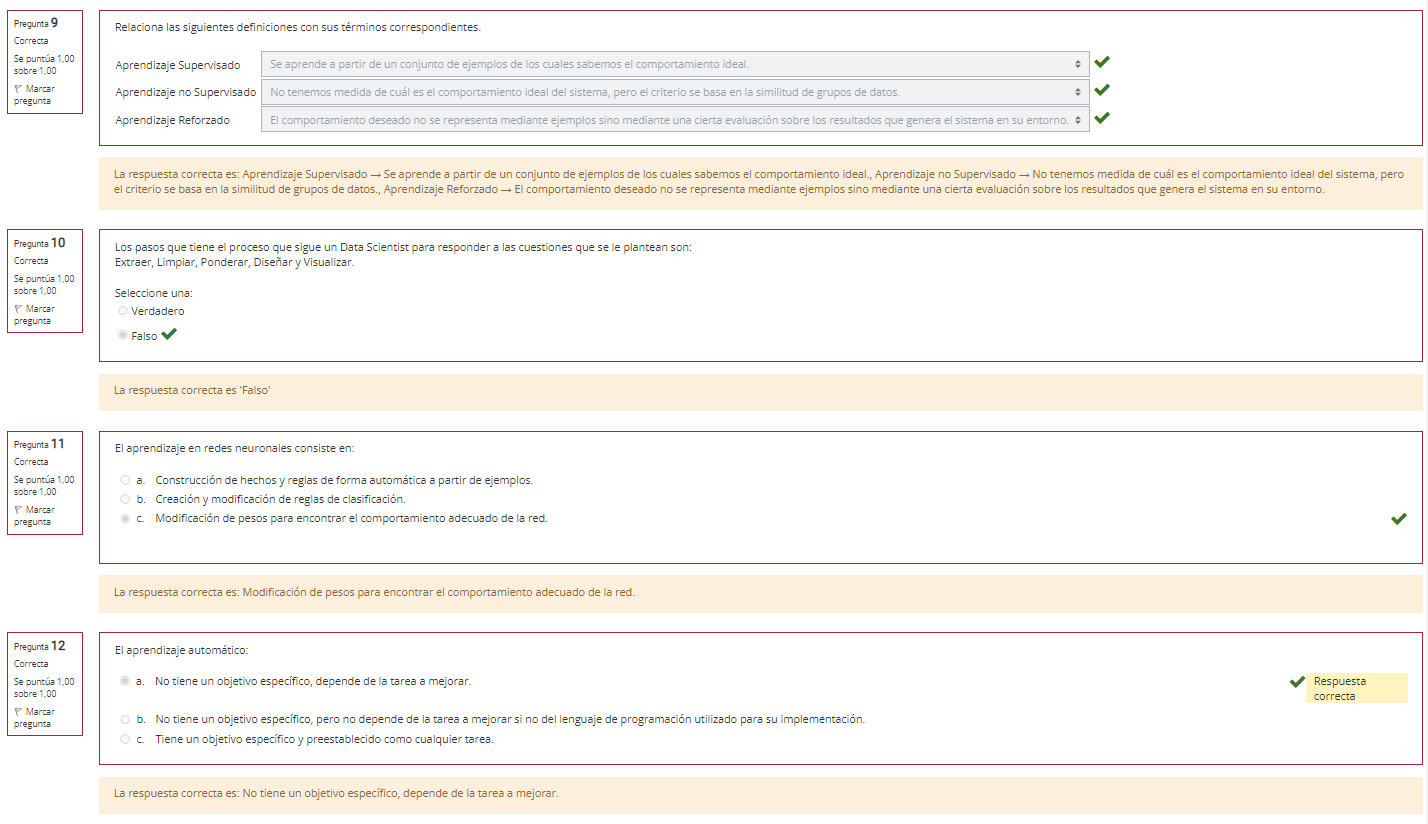 Pregunta 9
Correcta
Se puntúa 1,00
sobre 1,00
Marcar
pregunta
Relaciona las siguientes definiciones con sus términos correspondientes.
Aprendizaje Supervisado Se aprende a partir de un conjunto de ejemplos de los cuales sabemos el comportamiento ideal.
Aprendizaje no Supervisado No tenemos medida de cuál es el comportamiento ideal del sistema, pero el criterio se basa en la similitud de grupos de datos.
Aprendizaje Reforzado El comportamiento deseado no se representa mediante ejemplos sino mediante una cierta evaluación sobre los resultados que genera el sistema en su entorno.
La respuesta correcta es: Aprendizaje Supervisado → Se aprende a partir de un conjunto de ejemplos de los cuales sabemos el comportamiento ideal., Aprendizaje no Supervisado → No tenemos medida de cuál es el comportamiento ideal del sistema, pero
el criterio se basa en la similitud de grupos de datos., Aprendizaje Reforzado → El comportamiento deseado no se representa mediante ejemplos sino mediante una cierta evaluación sobre los resultados que genera el sistema en su entorno.
Pregunta 10
Correcta
Se puntúa 1,00
sobre 1,00
Marcar
pregunta
Los pasos que tiene el proceso que sigue un Data Scientist para responder a las cuestiones que se le plantean son:
Extraer, Limpiar, Ponderar, Diseñar y Visualizar.
Seleccione una:
Verdadero
Falso
La respuesta correcta es 'Falso'
Pregunta 11
Correcta
Se puntúa 1,00
sobre 1,00
Marcar
pregunta
El aprendizaje en redes neuronales consiste en:
a. Construcción de hechos y reglas de forma automática a partir de ejemplos.
b. Creación y modificación de reglas de clasificación.
c. Modificación de pesos para encontrar el comportamiento adecuado de la red.
La respuesta correcta es: Modificación de pesos para encontrar el comportamiento adecuado de la red.
Pregunta 12
Correcta
Se puntúa 1,00
sobre 1,00
Marcar
pregunta
El aprendizaje automático:
a. No tiene un objetivo específico, depende de la tarea a mejorar.
Respuesta
correcta
b. No tiene un objetivo específico, pero no depende de la tarea a mejorar si no del lenguaje de programación utilizado para su implementación.
c. Tiene un objetivo específico y preestablecido como cualquier tarea.
La respuesta correcta es: No tiene un objetivo específico, depende de la tarea a mejorar.